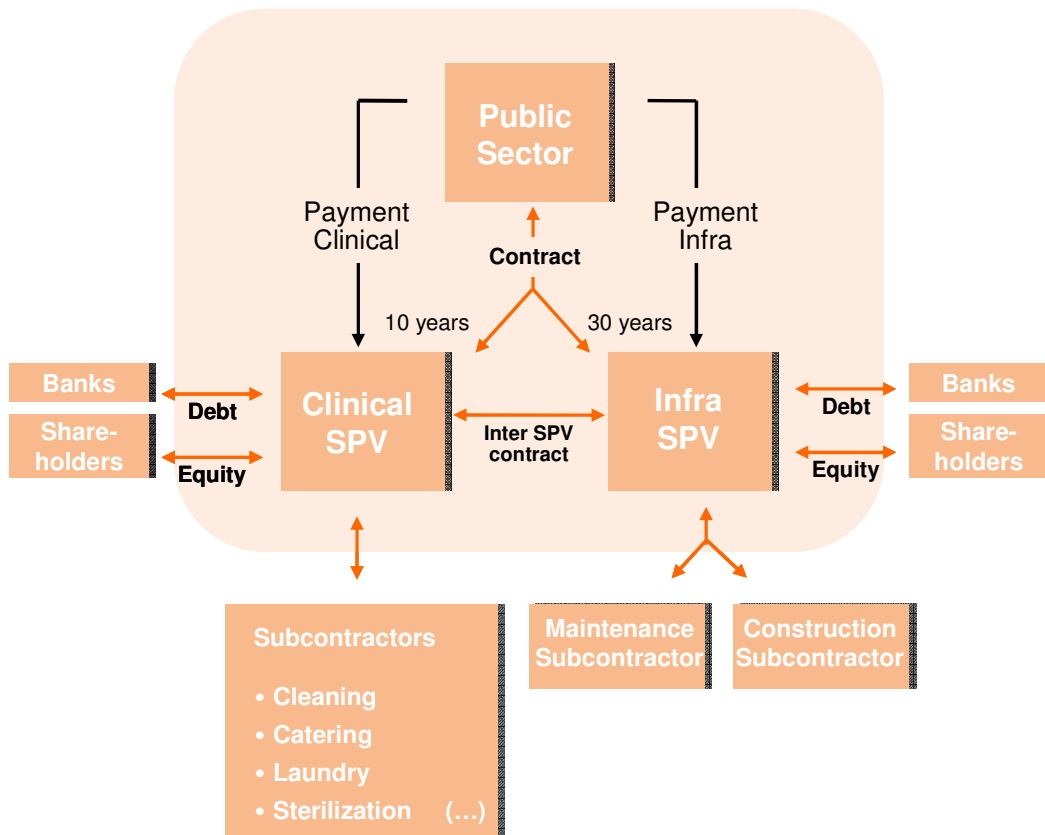 Public
Sector
Payment
Clinical
Payment
Infra
Contract
10 years
30 years
Banks
Debt
Share-
holders
Equity
Clinical
SPV
Inter SPV
contract
Infra
SPV
Debt
Equity
Banks
Share-
holders
Subcontractors
• Cleaning
• Catering
• Laundry
• Sterilization (...)
Maintenance
Subcontractor
Construction
Subcontractor